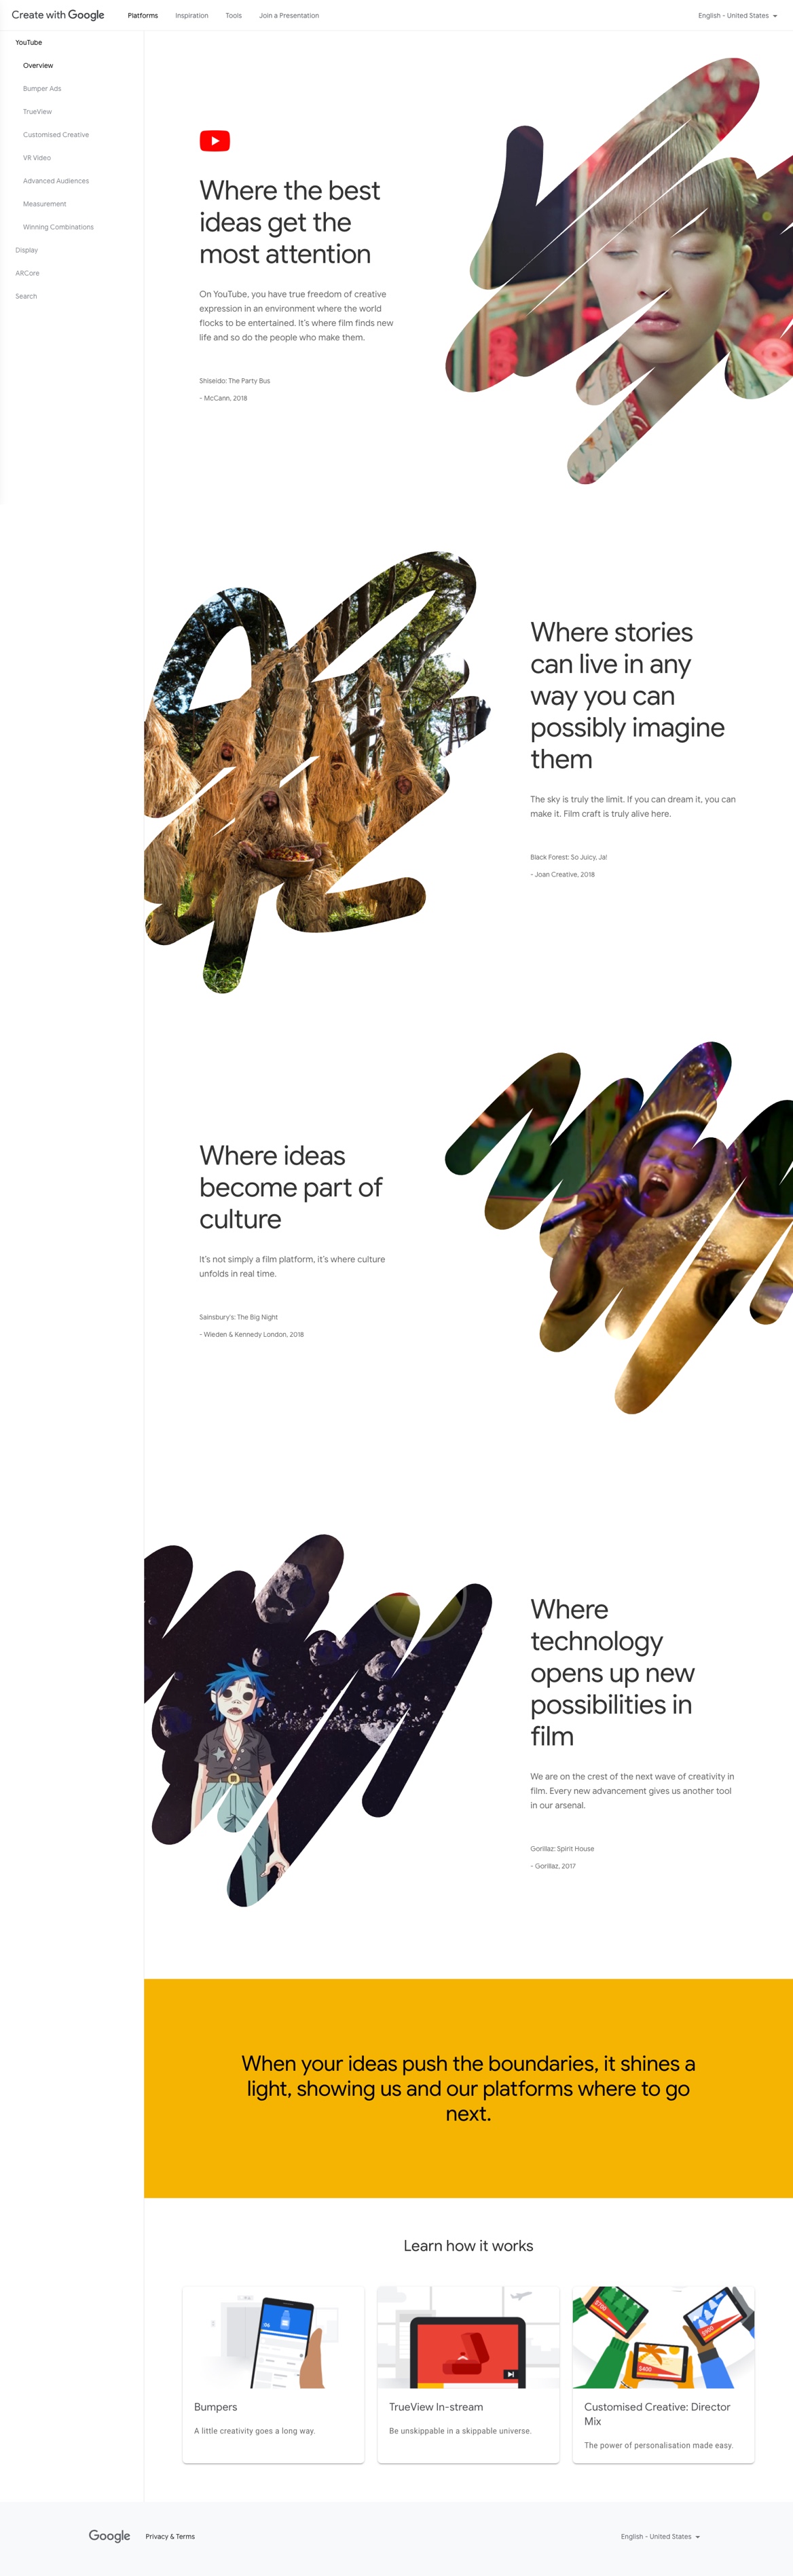 Create with Google
Platforms
Inspiration
Tools
Join a Presentation
English - United States
YouTube
Overview
Bumper Ads
TrueView
Customised Creative
VR Video
Advanced Audiences
Measurement
Winning Combinations
Display
ARCore
Search
Where the best
ideas get the
most attention
On YouTube, you have true freedom of creative
expression in an environment where the world
flocks to be entertained. It's where film finds new
life and so do the people who make them.
Shiseido: The Party Bus
- McCann, 2018
Where stories
can live in any
way you can
possibly imagine
them
The sky is truly the limit. If you can dream it, you can
make it. Film craft is truly alive here.
Black Forest: So Juicy, Ja!
- Joan Creative, 2018
Where ideas
become part of
culture
It's not simply a film platform, it's where culture
unfolds in real time.
Sainsbury's: The Big Night
- Wieden & Kennedy London, 2018
Where
technology
opens up new
possibilities in
film
We are on the crest of the next wave of creativity in
film. Every new advancement gives us another tool
in our arsenal.
Gorillaz: Spirit House
- Gorillaz, 2017
When your ideas push the boundaries, it shines a
light, showing us and our platforms where to go
next.
Learn how it works
:06
$700
$900
$400
Bumpers
A little creativity goes a long way.
TrueView In-stream
Be unskippable in a skippable universe.
Customised Creative: Director
Mix
The power of personalisation made easy.
Google
Privacy & Terms
English - United States